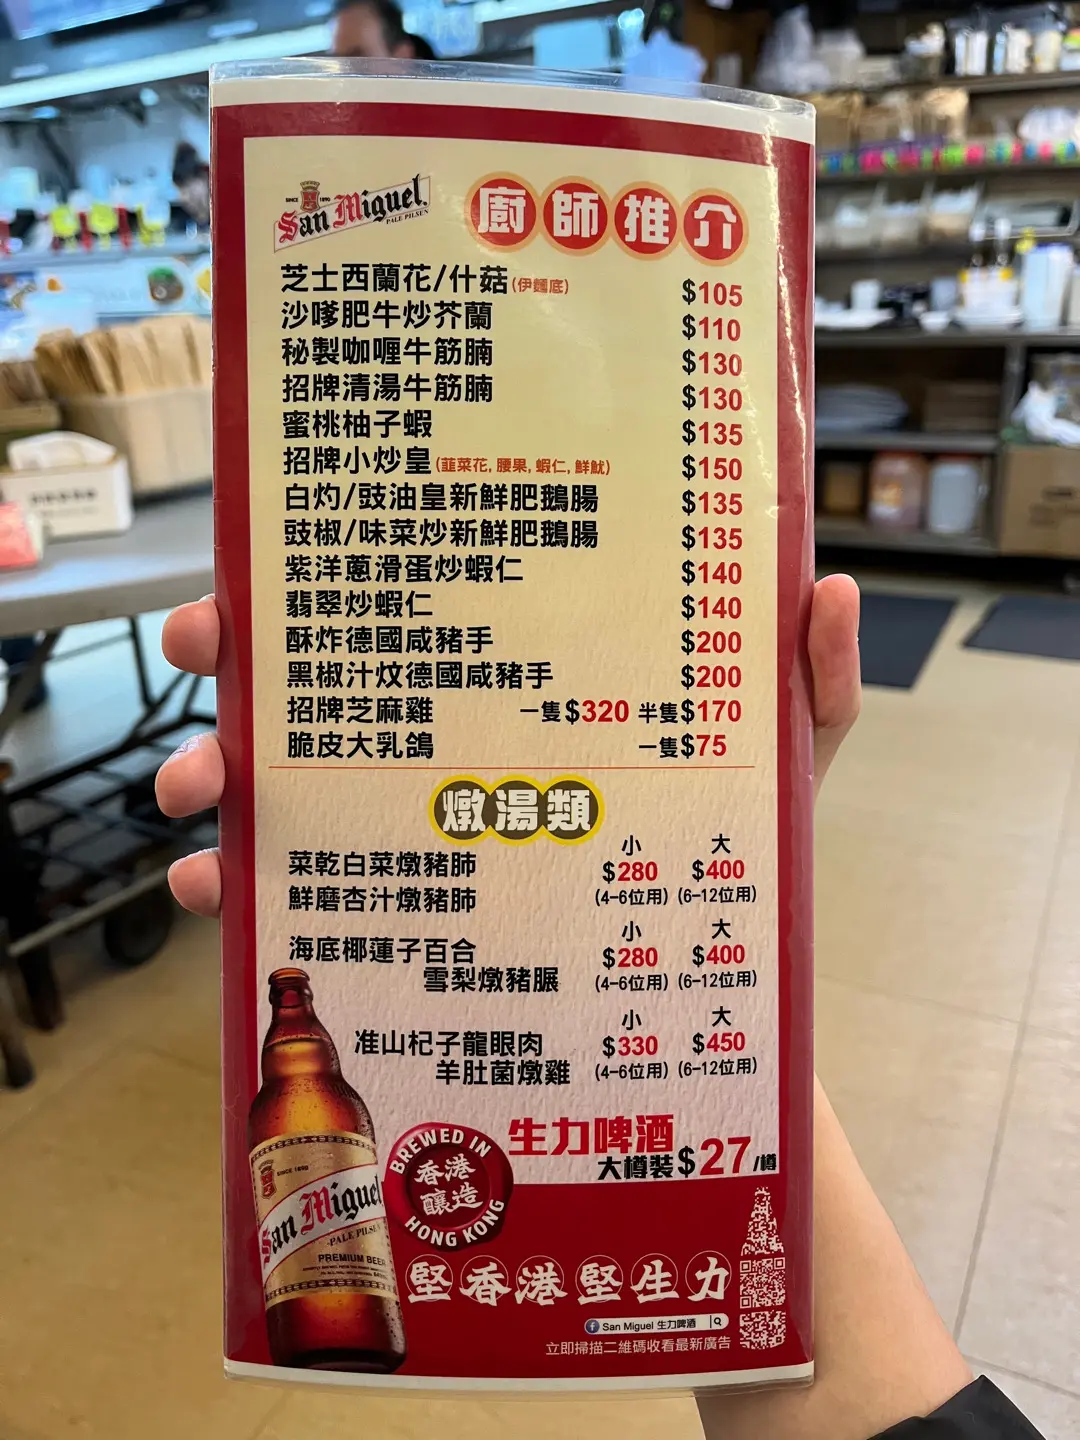 SINCE 1890
San Miguel
PALE PILSEN
廚師推介
芝士西蘭花/什菇(伊麵底) $105
沙嗲肥牛炒芥蘭 $110
秘製咖喱牛筋腩 $130
招牌清湯牛筋腩 $130
蜜桃柚子蝦 $135
招牌小炒皇(韮菜花, 腰果, 蝦仁, 鮮魷) $150
白灼/豉油皇新鮮肥鵝腸 $135
豉椒/味菜炒新鮮肥鵝腸 $135
紫洋蔥滑蛋炒蝦仁 $140
翡翠炒蝦仁 $140
酥炸德國咸豬手 $200
黑椒汁炆德國咸豬手 $200
招牌芝麻雞 一隻$320 半隻$170
脆皮大乳鴿 一隻$75
燉湯類
小 大
菜乾白菜燉豬肺 $280 $400
鮮磨杏汁燉豬肺 (4-6位用) (6-12位用)
小 大
海底椰蓮子百合 $280 $400
雪梨燉豬𦟌 (4-6位用) (6-12位用)
小 大
准山杞子龍眼肉 $330 $450
羊肚菌燉雞 (4-6位用) (6-12位用)
生力啤酒
大樽裝$27/樽
BREWED IN
香港
釀造
HONG KONG
SINCE 1890
San Miguel
PALE PILSEN
PREMIUM BEER
堅香港堅生力
San Miguel 生力啤酒
立即掃描二維碼收看最新廣告